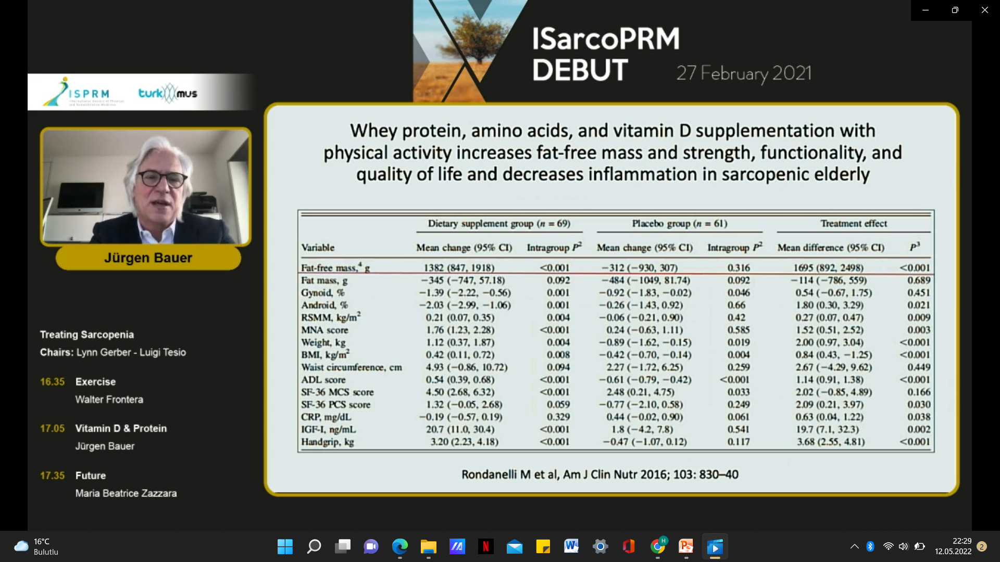 ISarcoPRM
DEBUT
27 February 2021
ISPRM
International Society of Physical
and Rehabilitation Medicine
turk mus
Jürgen Bauer
Treating Sarcopenia
Chairs: Lynn Gerber - Luigi Tesio
16.35 Exercise
Walter Frontera
17.05 Vitamin D & Protein
Jürgen Bauer
17.35 Future
Maria Beatrice Zazzara
Whey protein, amino acids, and vitamin D supplementation with
physical activity increases fat-free mass and strength, functionality, and
quality of life and decreases inflammation in sarcopenic elderly
Dietary supplement group (n = 69) Placebo group (n = 61) Treatment effect
Variable Mean change (95% CI) Intragroup P² Mean change (95% CI) Intragroup P² Mean difference (95% CI) P³
Fat-free mass,⁴ g 1382 (847, 1918) <0.001 −312 (−930, 307) 0.316 1695 (892, 2498) <0.001
Fat mass, g −345 (−747, 57.18) 0.092 −484 (−1049, 81.74) 0.092 −114 (−786, 559) 0.689
Gynoid, % −1.39 (−2.22, −0.56) 0.001 −0.92 (−1.83, −0.02) 0.046 0.54 (−0.67, 1.75) 0.451
Android, % −2.03 (−2.99, −1.06) 0.001 −0.26 (−1.43, 0.92) 0.66 1.80 (0.30, 3.29) 0.021
RSMM, kg/m² 0.21 (0.07, 0.35) 0.004 −0.06 (−0.21, 0.90) 0.42 0.27 (0.07, 0.47) 0.009
MNA score 1.76 (1.23, 2.28) <0.001 0.24 (−0.63, 1.11) 0.585 1.52 (0.51, 2.52) 0.003
Weight, kg 1.12 (0.37, 1.87) 0.004 −0.89 (−1.62, −0.15) 0.019 2.00 (0.97, 3.04) <0.001
BMI, kg/m² 0.42 (0.11, 0.72) 0.008 −0.42 (−0.70, −0.14) 0.004 0.84 (0.43, −1.25) <0.001
Waist circumference, cm 4.93 (−0.86, 10.72) 0.094 2.27 (−1.72, 6.25) 0.259 2.67 (−4.29, 9.62) 0.449
ADL score 0.54 (0.39, 0.68) <0.001 −0.61 (−0.79, −0.42) <0.001 1.14 (0.91, 1.38) <0.001
SF-36 MCS score 4.50 (2.68, 6.32) <0.001 2.48 (0.21, 4.75) 0.033 2.02 (−0.85, 4.89) 0.166
SF-36 PCS score 1.32 (−0.05, 2.68) 0.059 −0.77 (−2.10, 0.58) 0.249 2.09 (0.21, 3.97) 0.030
CRP, mg/dL −0.19 (−0.57, 0.19) 0.329 0.44 (−0.02, 0.90) 0.061 0.63 (0.04, 1.22) 0.038
IGF-I, ng/mL 20.7 (11.0, 30.4) <0.001 1.8 (−4.2, 7.8) 0.541 19.7 (7.1, 32.3) 0.002
Handgrip, kg 3.20 (2.23, 4.18) <0.001 −0.47 (−1.07, 0.12) 0.117 3.68 (2.55, 4.81) <0.001
Rondanelli M et al, Am J Clin Nutr 2016; 103: 830–40
16°C
Bulutlu
N
W
H
P
22:29
12.05.2022
2